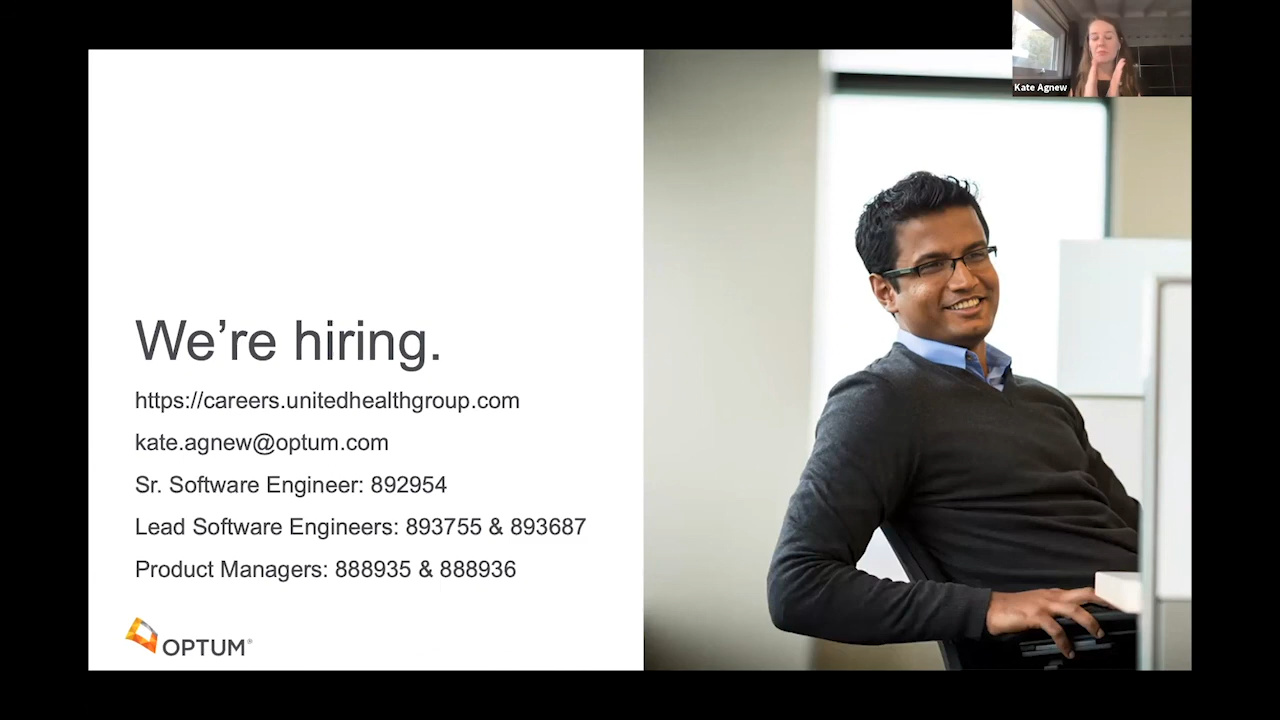 Kate Agnew
We’re hiring.
https://careers.unitedhealthgroup.com
kate.agnew@optum.com
Sr. Software Engineer: 892954
Lead Software Engineers: 893755 & 893687
Product Managers: 888935 & 888936
OPTUM®